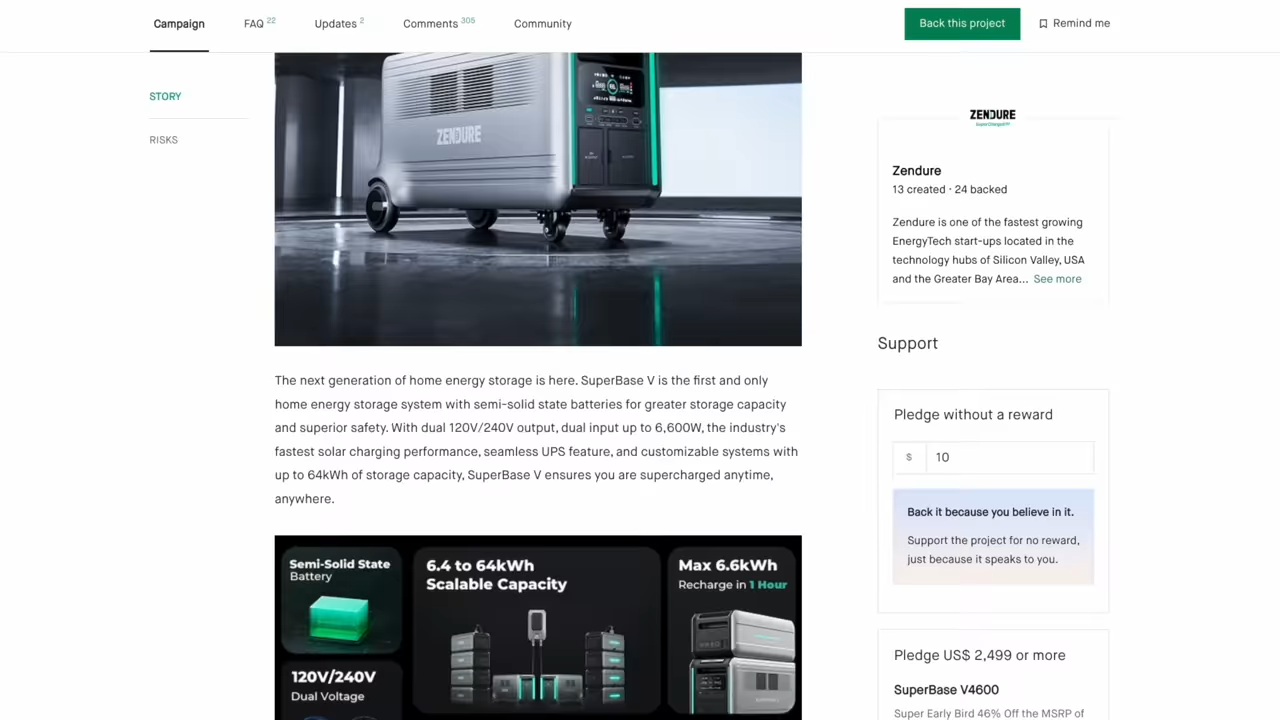 Campaign
FAQ 22
Updates 2
Comments 305
Community
Back this project
Remind me
STORY
RISKS
ZENDURE
The next generation of home energy storage is here. SuperBase V is the first and only
home energy storage system with semi-solid state batteries for greater storage capacity
and superior safety. With dual 120V/240V output, dual input up to 6,600W, the industry's
fastest solar charging performance, seamless UPS feature, and customizable systems with
up to 64kWh of storage capacity, SuperBase V ensures you are supercharged anytime,
anywhere.
Semi-Solid State
Battery
6.4 to 64kWh
Scalable Capacity
Max 6.6kWh
Recharge in 1 Hour
120V/240V
Dual Voltage
ZENDURE
Zendure
13 created · 24 backed
Zendure is one of the fastest growing
EnergyTech start-ups located in the
technology hubs of Silicon Valley, USA
and the Greater Bay Area... See more
Support
Pledge without a reward
$ 10
Back it because you believe in it.
Support the project for no reward,
just because it speaks to you.
Pledge US$ 2,499 or more
SuperBase V4600
Super Early Bird 46% Off the MSRP of